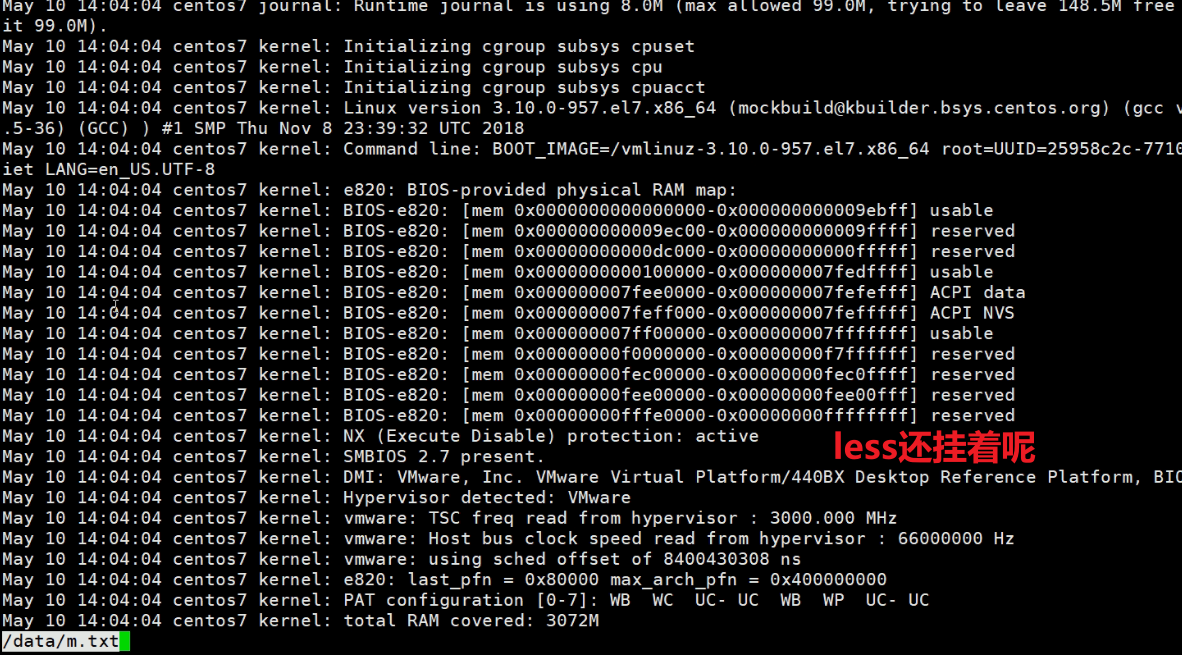 May 10 14:04:04 centos7 journal: Runtime journal is using 8.0M (max allowed 99.0M, trying to leave 148.5M free
it 99.0M).
May 10 14:04:04 centos7 kernel: Initializing cgroup subsys cpuset
May 10 14:04:04 centos7 kernel: Initializing cgroup subsys cpu
May 10 14:04:04 centos7 kernel: Initializing cgroup subsys cpuacct
May 10 14:04:04 centos7 kernel: Linux version 3.10.0-957.el7.x86_64 (mockbuild@kbuilder.bsys.centos.org) (gcc v
.5-36) (GCC) ) #1 SMP Thu Nov 8 23:39:32 UTC 2018
May 10 14:04:04 centos7 kernel: Command line: BOOT_IMAGE=/vmlinuz-3.10.0-957.el7.x86_64 root=UUID=25958c2c-7710
iet LANG=en_US.UTF-8
May 10 14:04:04 centos7 kernel: e820: BIOS-provided physical RAM map:
May 10 14:04:04 centos7 kernel: BIOS-e820: [mem 0x0000000000000000-0x000000000009ebff] usable
May 10 14:04:04 centos7 kernel: BIOS-e820: [mem 0x000000000009ec00-0x000000000009ffff] reserved
May 10 14:04:04 centos7 kernel: BIOS-e820: [mem 0x00000000000dc000-0x00000000000fffff] reserved
May 10 14:04:04 centos7 kernel: BIOS-e820: [mem 0x0000000000100000-0x000000007fedffff] usable
May 10 14:04:04 centos7 kernel: BIOS-e820: [mem 0x000000007fee0000-0x000000007fefefff] ACPI data
May 10 14:04:04 centos7 kernel: BIOS-e820: [mem 0x000000007feff000-0x000000007fefffff] ACPI NVS
May 10 14:04:04 centos7 kernel: BIOS-e820: [mem 0x000000007ff00000-0x000000007fffffff] usable
May 10 14:04:04 centos7 kernel: BIOS-e820: [mem 0x00000000f0000000-0x00000000f7ffffff] reserved
May 10 14:04:04 centos7 kernel: BIOS-e820: [mem 0x00000000fec00000-0x00000000fec0ffff] reserved
May 10 14:04:04 centos7 kernel: BIOS-e820: [mem 0x00000000fee00000-0x00000000fee00fff] reserved
May 10 14:04:04 centos7 kernel: BIOS-e820: [mem 0x00000000fffe0000-0x00000000ffffffff] reserved
May 10 14:04:04 centos7 kernel: NX (Execute Disable) protection: active
less还挂着呢
May 10 14:04:04 centos7 kernel: SMBIOS 2.7 present.
May 10 14:04:04 centos7 kernel: DMI: VMware, Inc. VMware Virtual Platform/440BX Desktop Reference Platform, BIO
May 10 14:04:04 centos7 kernel: Hypervisor detected: VMware
May 10 14:04:04 centos7 kernel: vmware: TSC freq read from hypervisor : 3000.000 MHz
May 10 14:04:04 centos7 kernel: vmware: Host bus clock speed read from hypervisor : 66000000 Hz
May 10 14:04:04 centos7 kernel: vmware: using sched offset of 8400430308 ns
May 10 14:04:04 centos7 kernel: e820: last_pfn = 0x80000 max_arch_pfn = 0x400000000
May 10 14:04:04 centos7 kernel: PAT configuration [0-7]: WB  WC  UC- UC  WB  WP  UC- UC
May 10 14:04:04 centos7 kernel: total RAM covered: 3072M
/data/m.txt